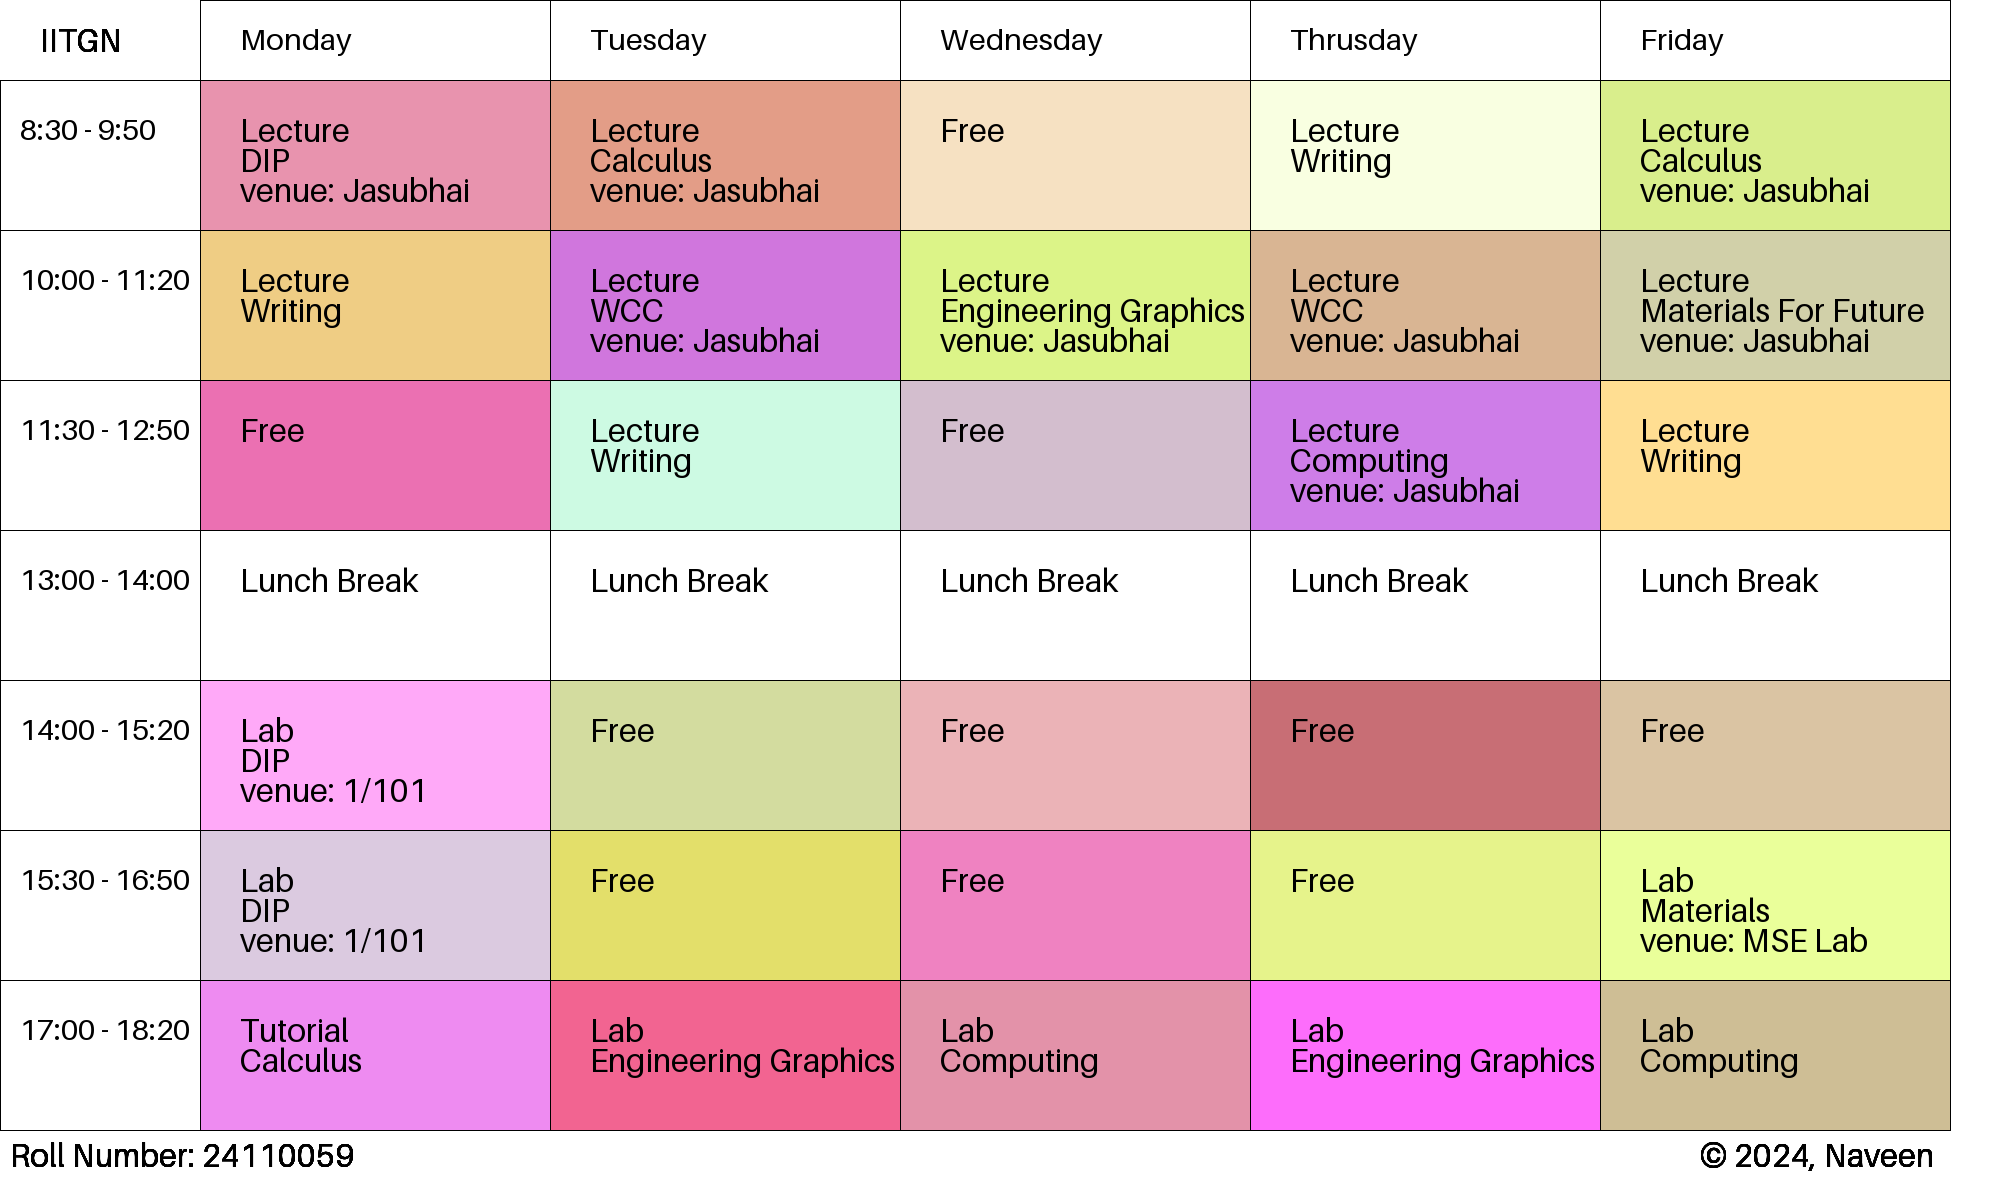 IITGN
Monday
Tuesday
Wednesday
Thrusday
Friday
8:30 - 9:50
Lecture
DIP
venue: Jasubhai
Lecture
Calculus
venue: Jasubhai
Free
Lecture
Writing
Lecture
Calculus
venue: Jasubhai
10:00 - 11:20
Lecture
Writing
Lecture
WCC
venue: Jasubhai
Lecture
Engineering Graphics
venue: Jasubhai
Lecture
WCC
venue: Jasubhai
Lecture
Materials For Future
venue: Jasubhai
11:30 - 12:50
Free
Lecture
Writing
Free
Lecture
Computing
venue: Jasubhai
Lecture
Writing
13:00 - 14:00
Lunch Break
Lunch Break
Lunch Break
Lunch Break
Lunch Break
14:00 - 15:20
Lab
DIP
venue: 1/101
Free
Free
Free
Free
15:30 - 16:50
Lab
DIP
venue: 1/101
Free
Free
Free
Lab
Materials
venue: MSE Lab
17:00 - 18:20
Tutorial
Calculus
Lab
Engineering Graphics
Lab
Computing
Lab
Engineering Graphics
Lab
Computing
Roll Number: 24110059
© 2024, Naveen